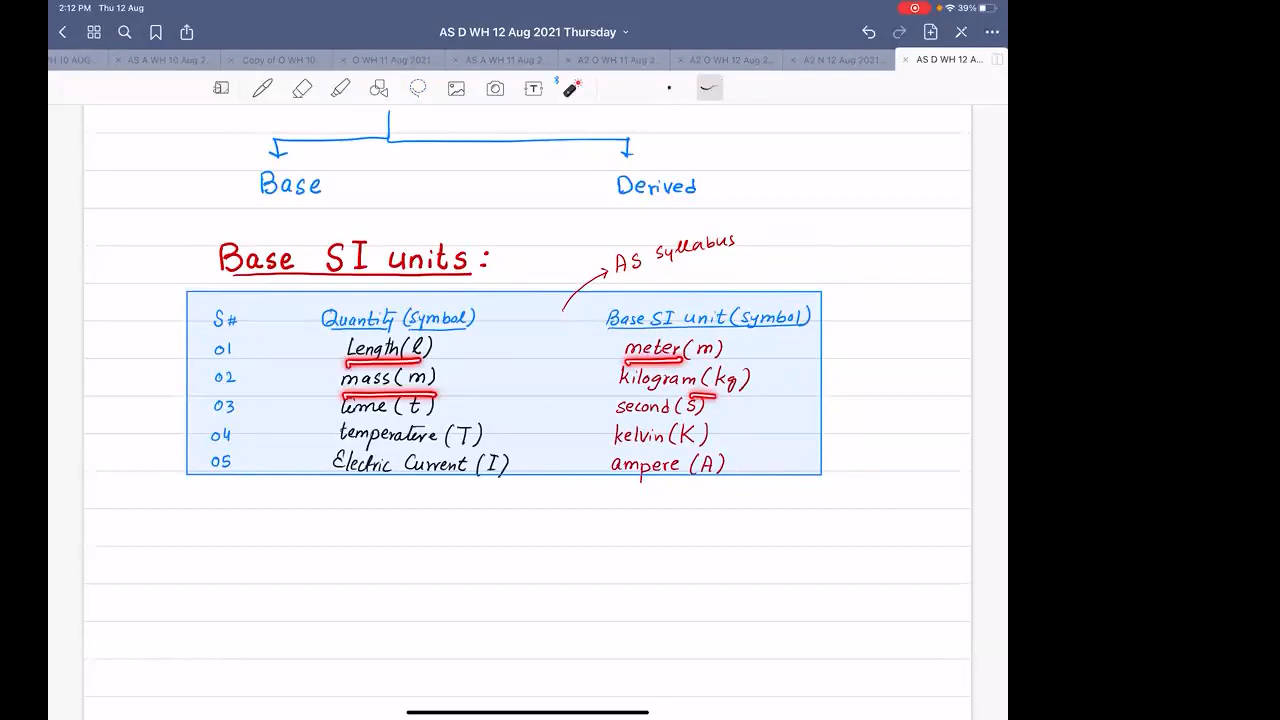 2:12 PM Thu 12 Aug
39%
AS D WH 12 Aug 2021 Thursday
WH 10 AUG...
AS A WH 10 Aug 2...
Copy of O WH 10...
O WH 11 Aug 2021...
AS A WH 11 Aug 2...
A2 O WH 11 Aug 2...
A2 O WH 12 Aug 2...
A2 N 12 Aug 2021...
AS D WH 12 A...
Base Derived
Base SI units:
AS syllabus
S# Quantity (symbol) Base SI unit (symbol)
01 Length (l) meter (m)
02 mass (m) kilogram (kg)
03 time (t) second (s)
04 temperature (T) kelvin (K)
05 Electric Current (I) ampere (A)